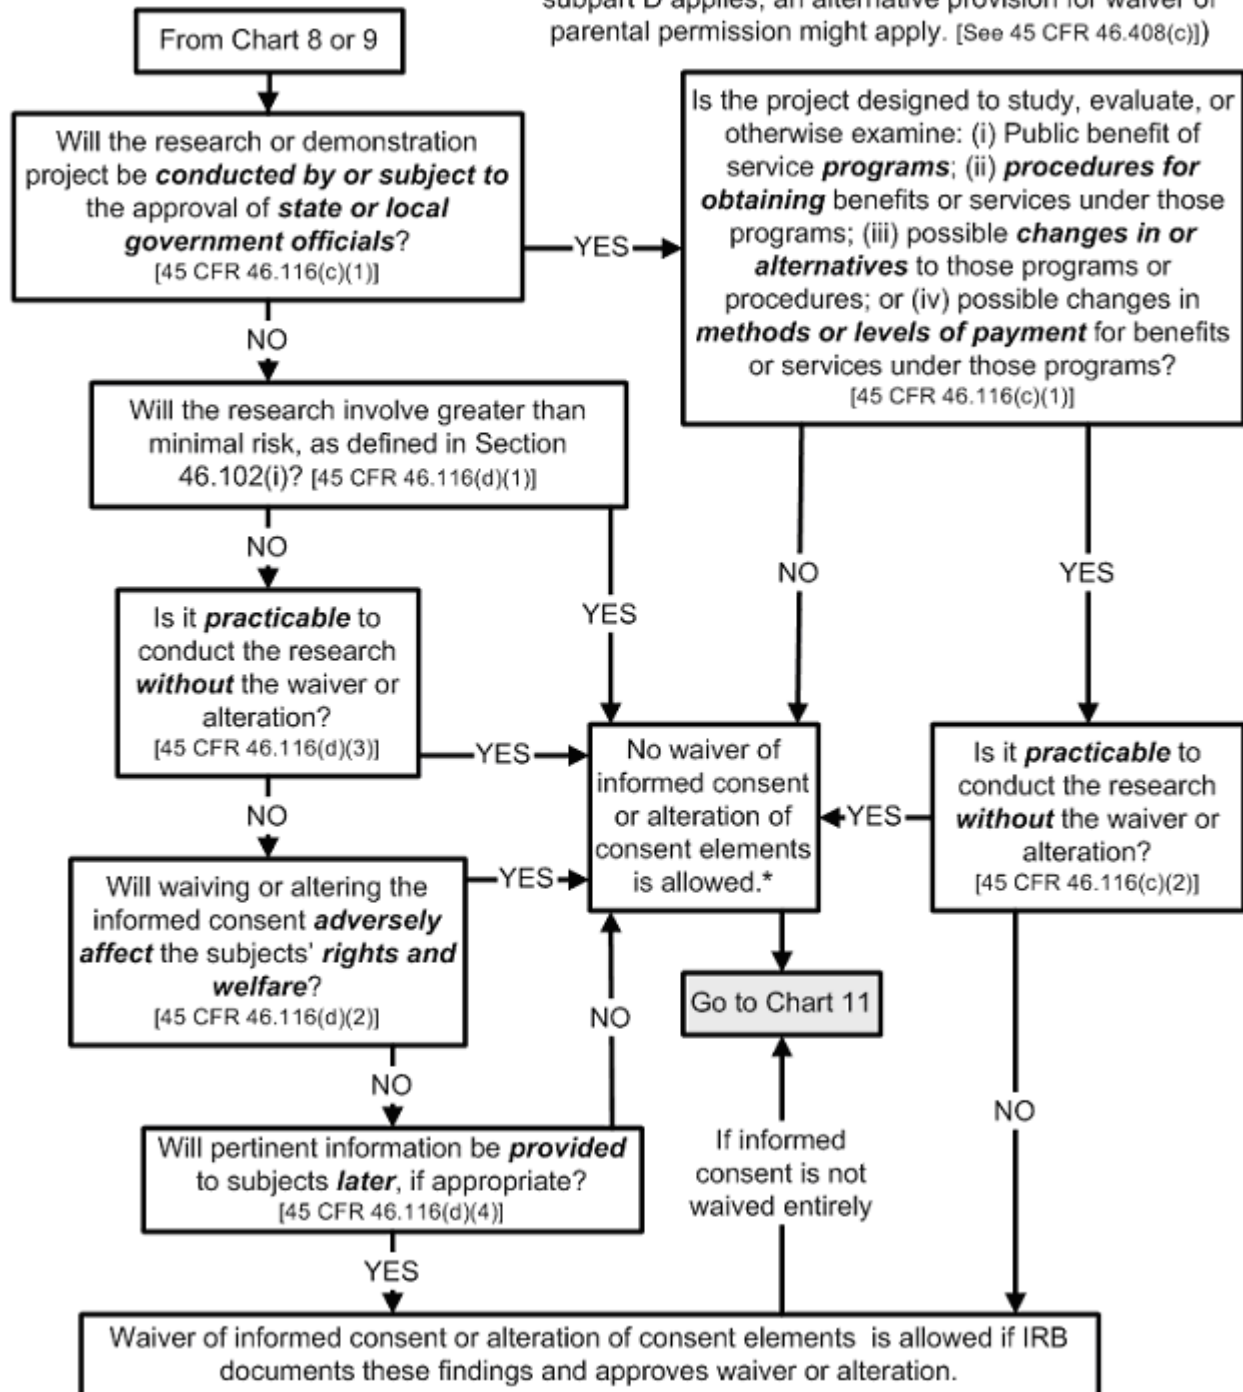 subpart D applies, an alternative provision for waiver of
parental permission might apply. [See 45 CFR 46.408(c)])
From Chart 8 or 9
Will the research or demonstration
project be conducted by or subject to
the approval of state or local
government officials?
[45 CFR 46.116(c)(1)]
YES
Is the project designed to study, evaluate, or
otherwise examine: (i) Public benefit of
service programs; (ii) procedures for
obtaining benefits or services under those
programs; (iii) possible changes in or
alternatives to those programs or
procedures; or (iv) possible changes in
methods or levels of payment for benefits
or services under those programs?
[45 CFR 46.116(c)(1)]
NO
Will the research involve greater than
minimal risk, as defined in Section
46.102(i)? [45 CFR 46.116(d)(1)]
NO
YES
NO
YES
Is it practicable to
conduct the research
without the waiver or
alteration?
[45 CFR 46.116(d)(3)]
YES
No waiver of
informed consent
or alteration of
consent elements
is allowed.*
YES
Is it practicable to
conduct the research
without the waiver or
alteration?
[45 CFR 46.116(c)(2)]
NO
Will waiving or altering the
informed consent adversely
affect the subjects' rights and
welfare?
[45 CFR 46.116(d)(2)]
YES
Go to Chart 11
NO
NO
NO
Will pertinent information be provided
to subjects later, if appropriate?
[45 CFR 46.116(d)(4)]
If informed
consent is not
waived entirely
YES
Waiver of informed consent or alteration of consent elements is allowed if IRB
documents these findings and approves waiver or alteration.